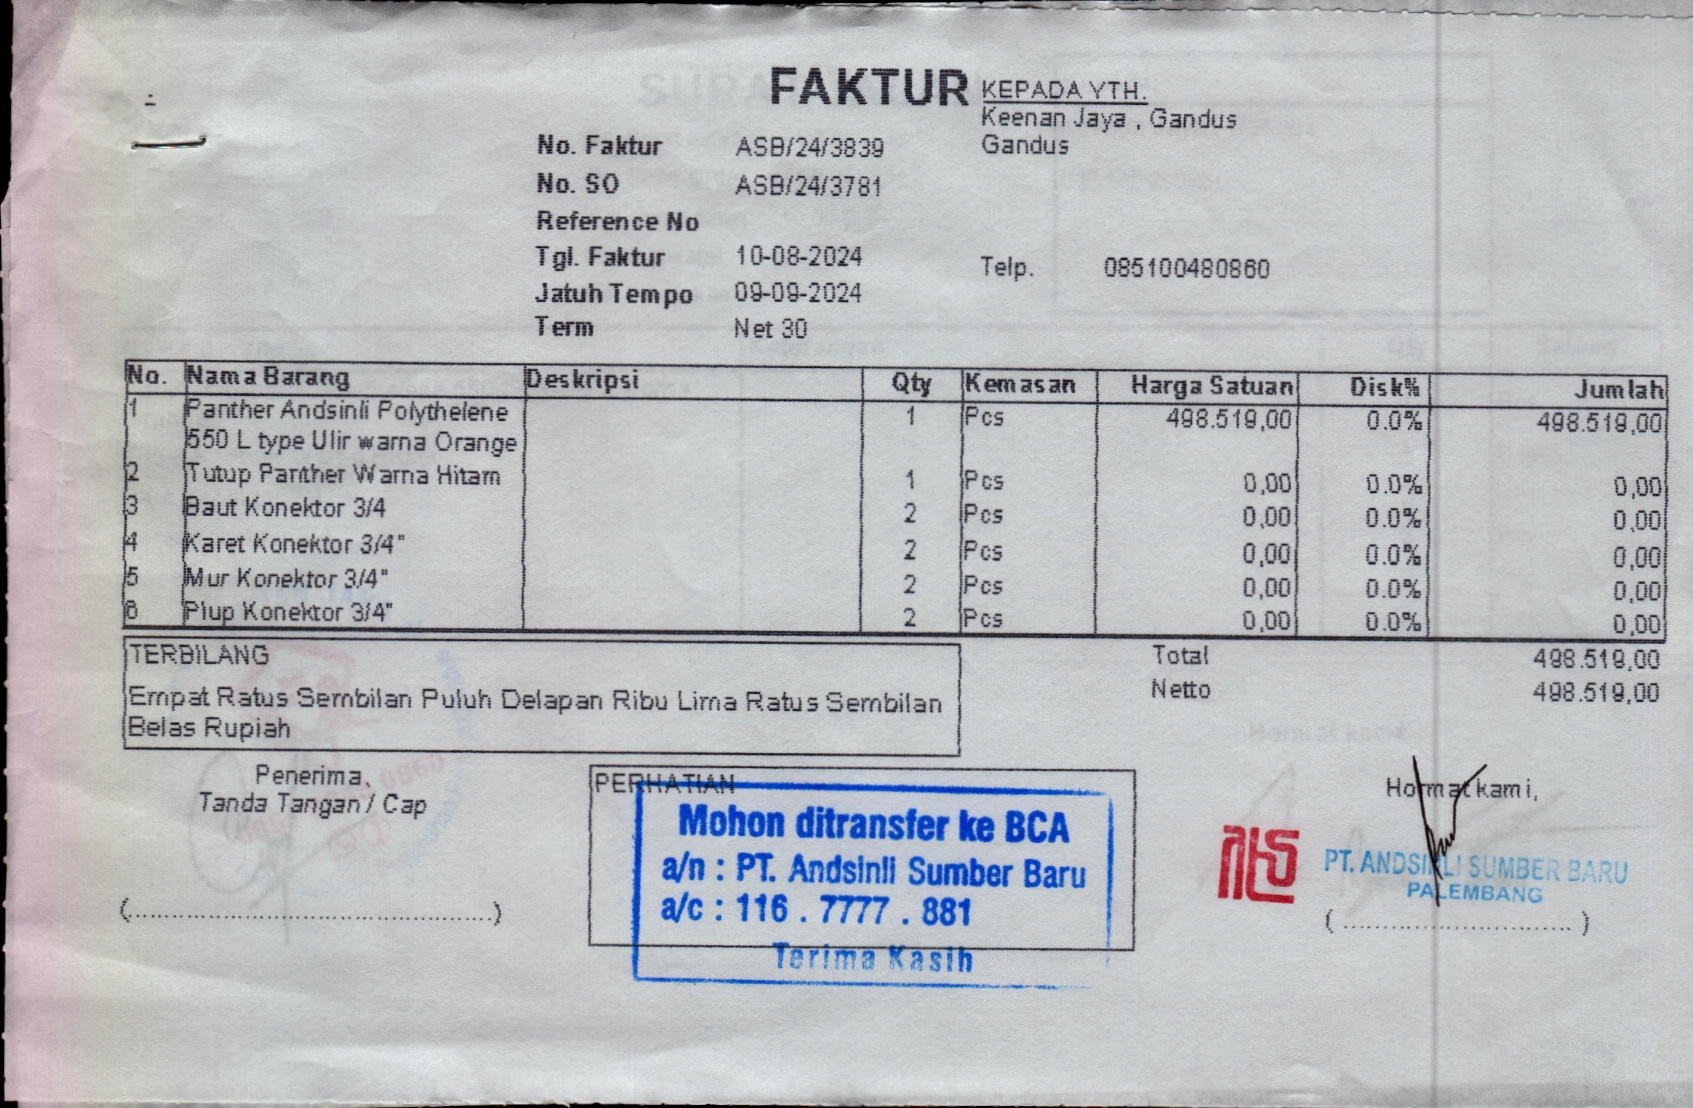 FAKTUR
KEPADA YTH.
Keenan Jaya , Gandus
Gandus
No. Faktur ASB/24/3839
No. SO ASB/24/3781
Reference No
Tgl. Faktur 10-08-2024
Telp. 085100480860
Jatuh Tempo 09-09-2024
Term Net 30
No. Nama Barang Deskripsi Qty Kemasan Harga Satuan Disk% Jumlah
1 Panther Andsinli Polythelene 1 Pcs 498.519,00 0.0% 498.519,00
550 L type Ulir warna Orange
2 Tutup Panther Warna Hitam 1 Pcs 0,00 0.0% 0,00
3 Baut Konektor 3/4 2 Pcs 0,00 0.0% 0,00
4 Karet Konektor 3/4" 2 Pcs 0,00 0.0% 0,00
5 Mur Konektor 3/4" 2 Pcs 0,00 0.0% 0,00
6 Plup Konektor 3/4" 2 Pcs 0,00 0.0% 0,00
TERBILANG
Empat Ratus Sembilan Puluh Delapan Ribu Lima Ratus Sembilan
Belas Rupiah
Total 498.519,00
Netto 498.519,00
Penerima,
Tanda Tangan / Cap
(............................................)
PERHATIAN
Mohon ditransfer ke BCA
a/n : PT. Andsinli Sumber Baru
a/c : 116 . 7777 . 881
Terima Kasih
Hormat kami,
PT. ANDSINLI SUMBER BARU
PALEMBANG
(............................)